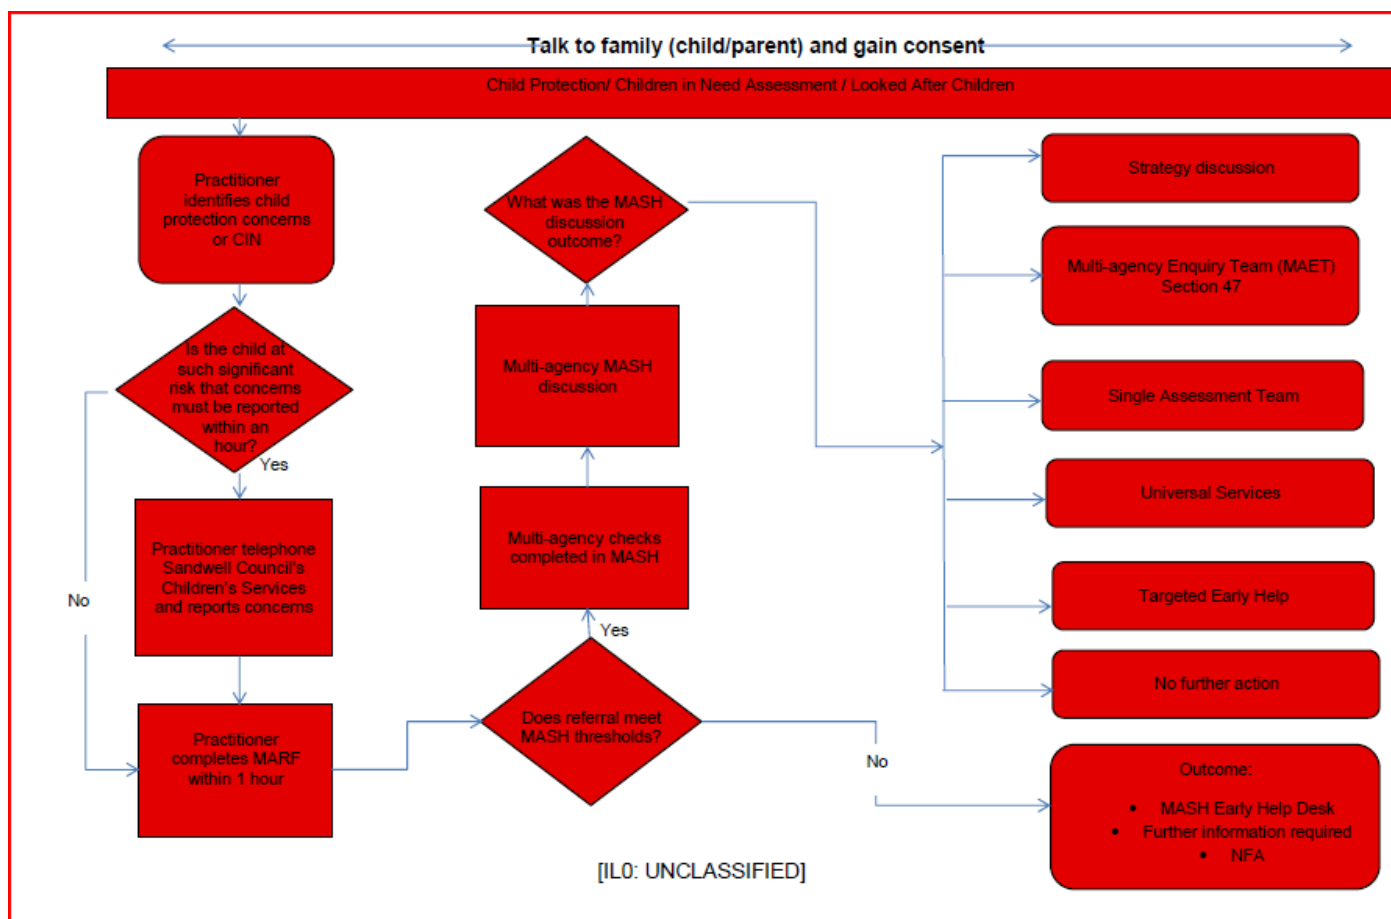 Talk to family (child/parent) and gain consent
Child Protection/ Children in Need Assessment / Looked After Children
Practitioner
identifies child
protection concerns
or CIN
Is the child at
such significant
risk that concerns
must be reported
within an
hour?
Yes
No
Practitioner telephone
Sandwell Council's
Children's Services
and reports concerns
Practitioner
completes MARF
within 1 hour
Does referral meet
MASH thresholds?
Yes
No
Multi-agency checks
completed in MASH
Multi-agency MASH
discussion
What was the MASH
discussion
outcome?
Strategy discussion
Multi-agency Enquiry Team (MAET)
Section 47
Single Assessment Team
Universal Services
Targeted Early Help
No further action
Outcome:
• MASH Early Help Desk
• Further information required
• NFA
[IL0: UNCLASSIFIED]